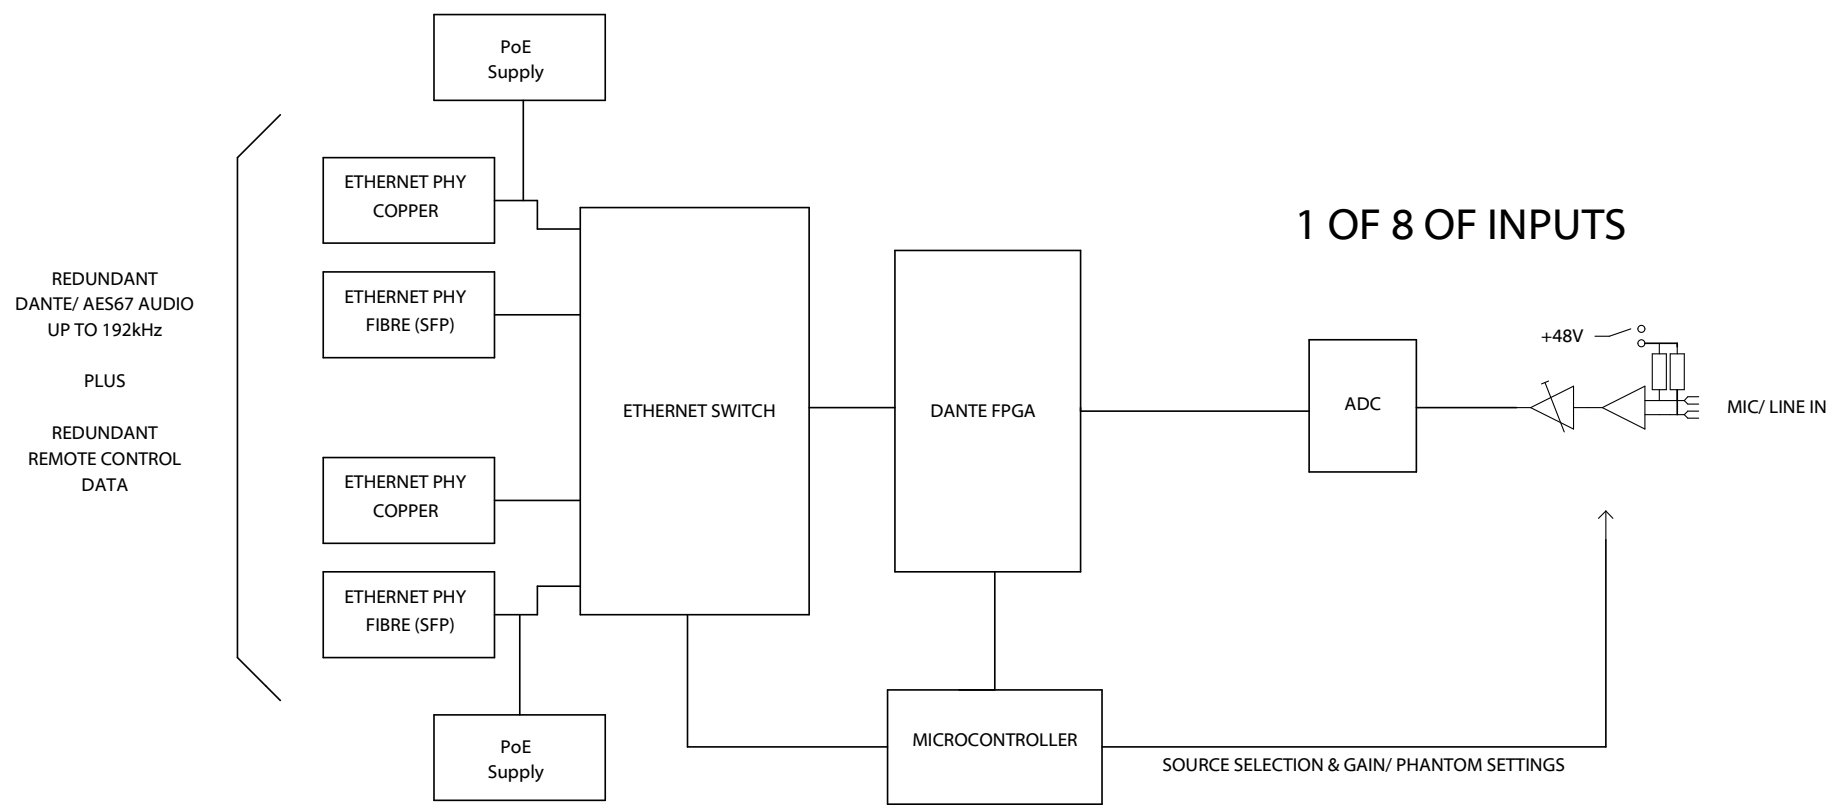 PoE
Supply
ETHERNET PHY
COPPER
1 OF 8 OF INPUTS
REDUNDANT
DANTE/ AES67 AUDIO
UP TO 192kHz
PLUS
REDUNDANT
REMOTE CONTROL
DATA
ETHERNET PHY
FIBRE (SFP)
ETHERNET SWITCH
DANTE FPGA
ADC
+48V
MIC/ LINE IN
ETHERNET PHY
COPPER
ETHERNET PHY
FIBRE (SFP)
PoE
Supply
MICROCONTROLLER
SOURCE SELECTION & GAIN/ PHANTOM SETTINGS